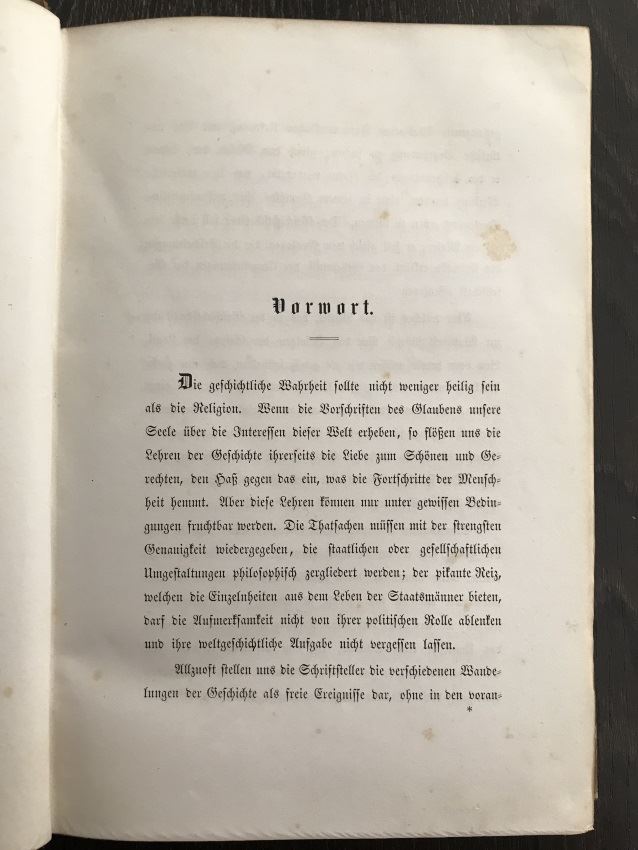 Vorwort.
Die geschichtliche Wahrheit sollte nicht weniger heilig sein
als die Religion. Wenn die Vorschriften des Glaubens unsere
Seele über die Interessen dieser Welt erheben, so flößen uns die
Lehren der Geschichte ihrerseits die Liebe zum Schönen und Ge-
rechten, den Haß gegen das ein, was die Fortschritte der Mensch-
heit hemmt. Aber diese Lehren können nur unter gewissen Bedin-
gungen fruchtbar werden. Die Thatsachen müssen mit der strengsten
Genauigkeit wiedergegeben, die staatlichen oder gesellschaftlichen
Umgestaltungen philosophisch zergliedert werden; der pikante Reiz,
welchen die Einzelnheiten aus dem Leben der Staatsmänner bieten,
darf die Aufmerksamkeit nicht von ihrer politischen Rolle ablenken
und ihre weltgeschichtliche Aufgabe nicht vergessen lassen.
Allzuoft stellen uns die Schriftsteller die verschiedenen Wande-
lungen der Geschichte als freie Ereignisse dar, ohne in den voran-
*